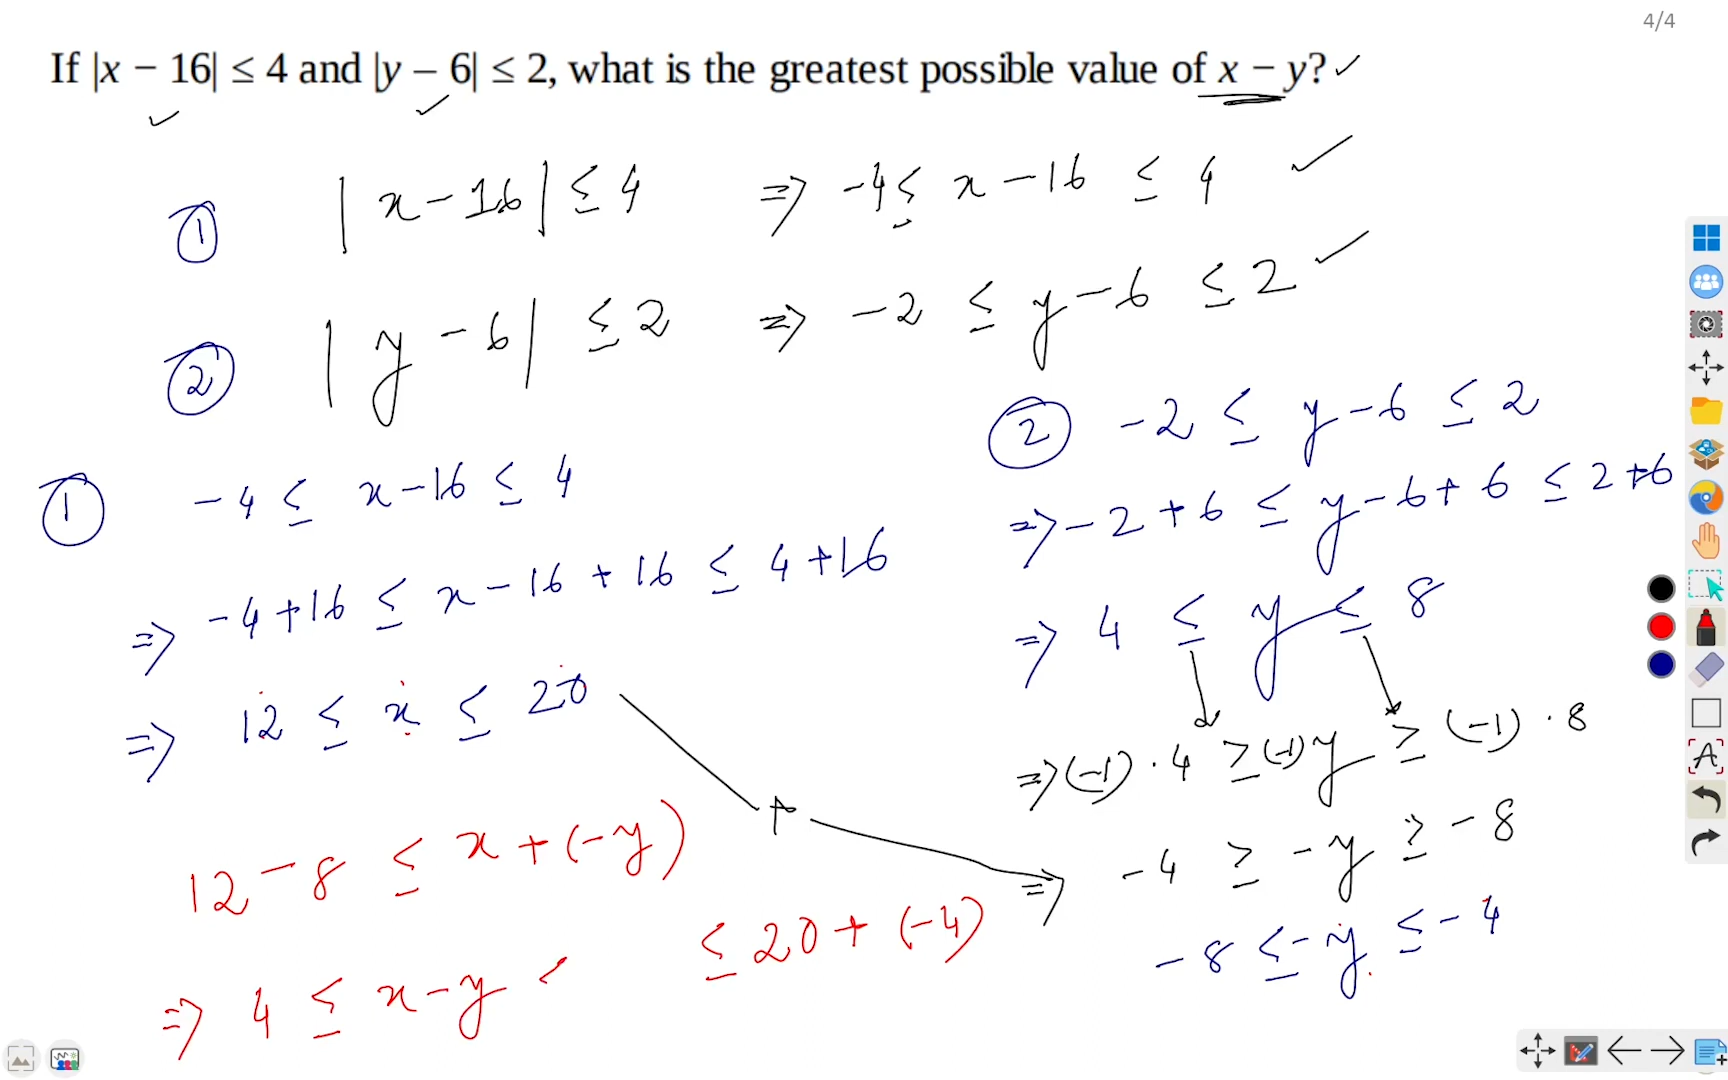 4/4
If |x − 16| ≤ 4 and |y − 6| ≤ 2, what is the greatest possible value of x − y?
① |x-16| ≤ 4 => -4 ≤ x-16 ≤ 4
② |y-6| ≤ 2 => -2 ≤ y-6 ≤ 2
① -4 ≤ x-16 ≤ 4
=> -4+16 ≤ x-16+16 ≤ 4+16
=> 12 ≤ x ≤ 20
② -2 ≤ y-6 ≤ 2
=> -2+6 ≤ y-6+6 ≤ 2+6
=> 4 ≤ y ≤ 8
=> (-1)·4 ≥ (-1)y ≥ (-1)·8
=> -4 ≥ -y ≥ -8
-8 ≤ -y ≤ -4
+
12-8 ≤ x+(-y)
≤ 20+(-4)
=> 4 ≤ x-y <